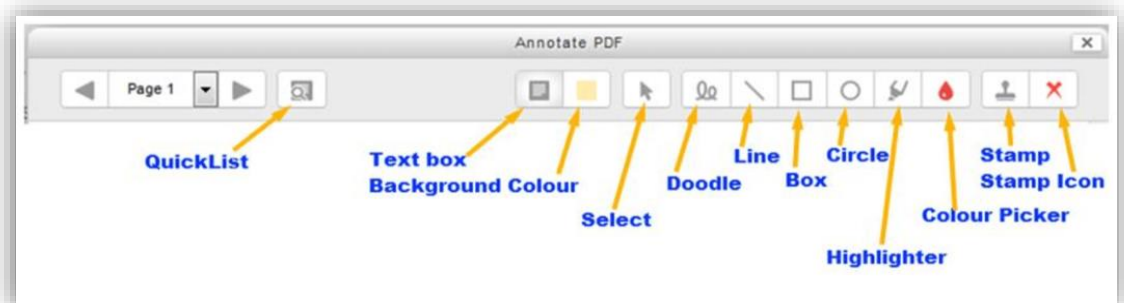 Annotate PDF
Page 1
QuickList
Text box
Background Colour
Select
Doodle
Line
Box
Circle
Highlighter
Colour Picker
Stamp
Stamp Icon